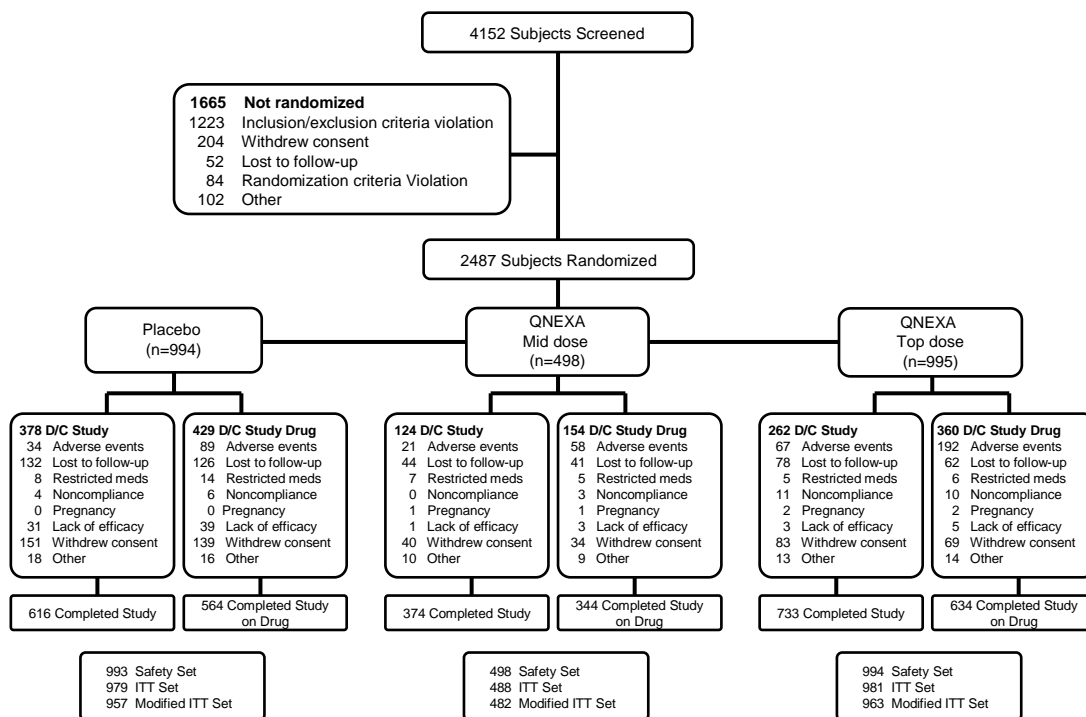 4152 Subjects Screened
1665 Not randomized
1223 Inclusion/exclusion criteria violation
204 Withdrew consent
52 Lost to follow-up
84 Randomization criteria Violation
102 Other
2487 Subjects Randomized
Placebo
(n=994)
QNEXA
Mid dose
(n=498)
QNEXA
Top dose
(n=995)
378 D/C Study
34 Adverse events
132 Lost to follow-up
8 Restricted meds
4 Noncompliance
0 Pregnancy
31 Lack of efficacy
151 Withdrew consent
18 Other
429 D/C Study Drug
89 Adverse events
126 Lost to follow-up
14 Restricted meds
6 Noncompliance
0 Pregnancy
39 Lack of efficacy
139 Withdrew consent
16 Other
124 D/C Study
21 Adverse events
44 Lost to follow-up
7 Restricted meds
0 Noncompliance
1 Pregnancy
1 Lack of efficacy
40 Withdrew consent
10 Other
154 D/C Study Drug
58 Adverse events
41 Lost to follow-up
5 Restricted meds
3 Noncompliance
1 Pregnancy
3 Lack of efficacy
34 Withdrew consent
9 Other
262 D/C Study
67 Adverse events
78 Lost to follow-up
5 Restricted meds
11 Noncompliance
2 Pregnancy
3 Lack of efficacy
83 Withdrew consent
13 Other
360 D/C Study Drug
192 Adverse events
62 Lost to follow-up
6 Restricted meds
10 Noncompliance
2 Pregnancy
5 Lack of efficacy
69 Withdrew consent
14 Other
616 Completed Study
564 Completed Study
on Drug
374 Completed Study
344 Completed Study
on Drug
733 Completed Study
634 Completed Study
on Drug
993 Safety Set
979 ITT Set
957 Modified ITT Set
498 Safety Set
488 ITT Set
482 Modified ITT Set
994 Safety Set
981 ITT Set
963 Modified ITT Set